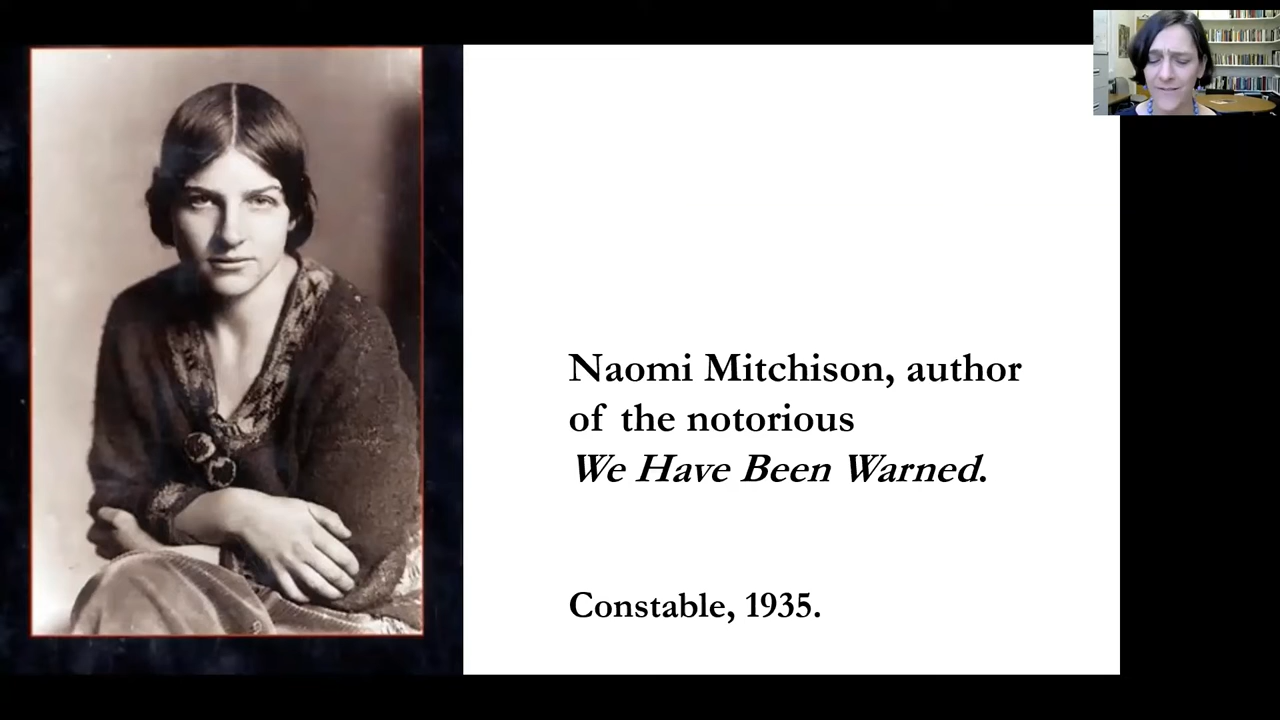 Naomi Mitchison, author
of the notorious
We Have Been Warned.
Constable, 1935.